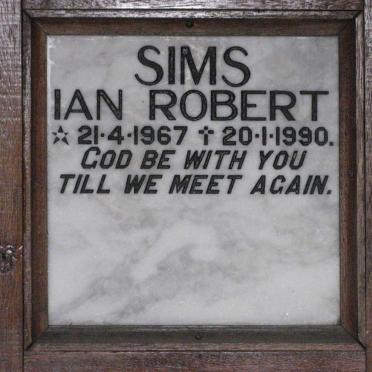 SIMS
IAN ROBERT
☆ 21·4·1967 ✝ 20·1·1990.
GOD BE WITH YOU
TILL WE MEET AGAIN.